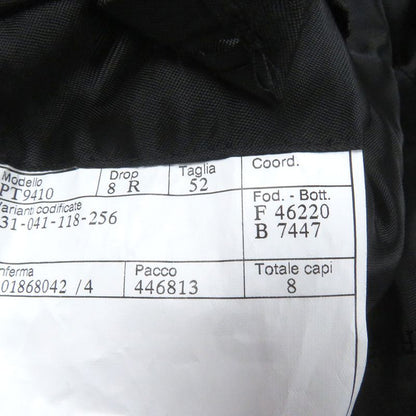 Modello Drop Taglia Coord.
PT9410 8 R 52
Varianti codificate Fod. - Bott.
31-041-118-256 F 46220
B 7447
nferma Pacco Totale capi
01868042 /4 446813 8